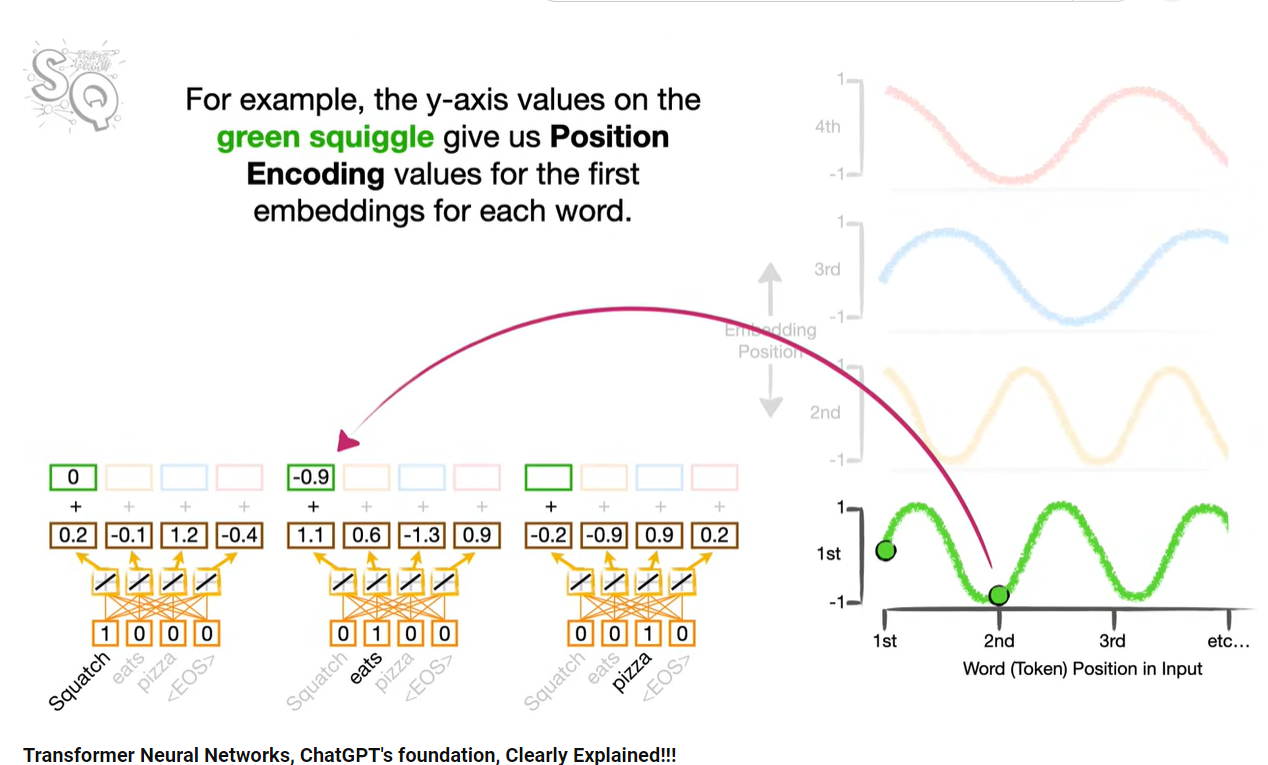 SQ
For example, the y-axis values on the
green squiggle give us Position
Encoding values for the first
embeddings for each word.
1
4th
-1
1
3rd
-1
Embedding
Position
1
2nd
-1
1
1st
-1
1st 2nd 3rd etc...
Word (Token) Position in Input
0 -0.9
+ + + + + + + + + + + +
0.2 -0.1 1.2 -0.4 1.1 0.6 -1.3 0.9 -0.2 -0.9 0.9 0.2
1 0 0 0 0 1 0 0 0 0 1 0
Squatch eats pizza <EOS> Squatch eats pizza <EOS> Squatch eats pizza <EOS>
Transformer Neural Networks, ChatGPT's foundation, Clearly Explained!!!